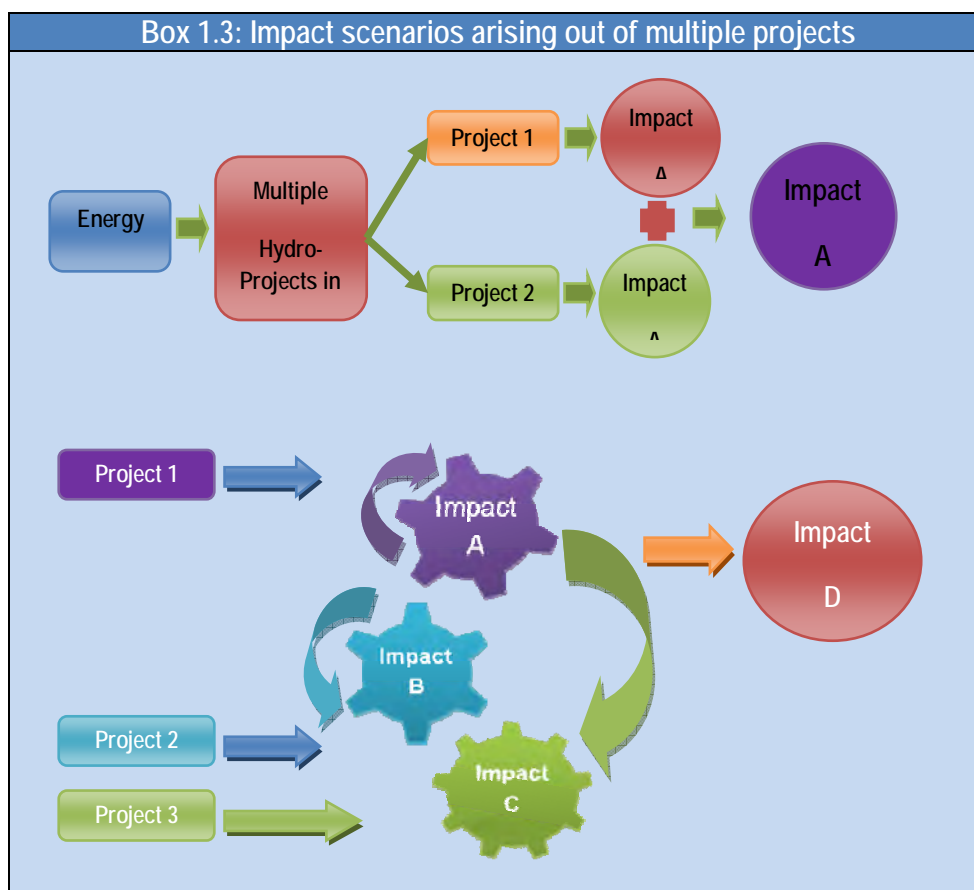 Box 1.3: Impact scenarios arising out of multiple projects
Energy
Multiple
Hydro-
Projects in
Project 1
Impact
Project 2
Impact
Impact
A
Project 1
Impact
A
Impact
B
Project 2
Project 3
Impact
C
Impact
D